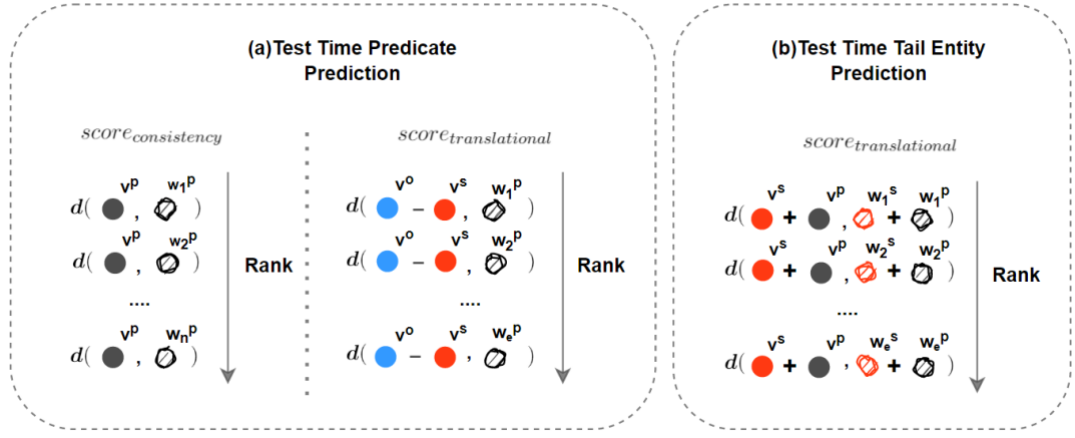 (a)Test Time Predicate
Prediction
score_consistency
v^p w_1^p
d( , )
v^p w_2^p
d( , )
....
v^p w_n^p
d( , )
Rank
score_translational
v^o v^s w_1^p
d( − , )
v^o v^s w_2^p
d( − , )
....
v^o v^s w_e^p
d( − , )
Rank
(b)Test Time Tail Entity
Prediction
score_translational
v^s v^p w_1^s w_1^p
d( + , + )
v^s v^p w_2^s w_2^p
d( + , + )
....
v^s v^p w_e^s w_e^p
d( + , + )
Rank